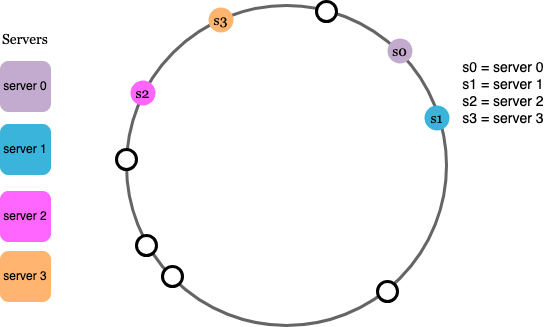 Servers
server 0
server 1
server 2
server 3
s3
s0
s2
s1
s0 = server 0
s1 = server 1
s2 = server 2
s3 = server 3